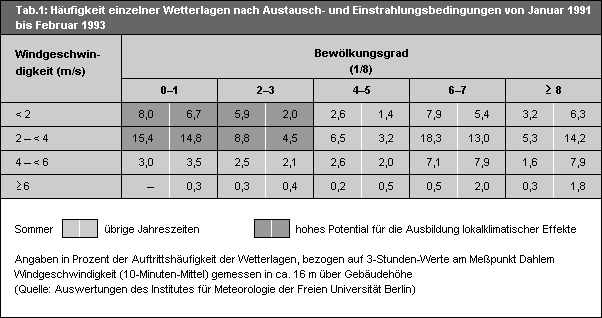 Tab.1: Häufigkeit einzelner Wetterlagen nach Austausch- und Einstrahlungsbedingungen von Januar 1991
bis Februar 1993
Windgeschwin-
digkeit (m/s)
Bewölkungsgrad
(1/8)
0–1 2–3 4–5 6–7 ≥ 8
< 2 8,0 6,7 5,9 2,0 2,6 1,4 7,9 5,4 3,2 6,3
2 – < 4 15,4 14,8 8,8 4,5 6,5 3,2 18,3 13,0 5,3 14,2
4 – < 6 3,0 3,5 2,5 2,1 2,6 2,0 7,1 7,9 1,6 7,9
≥ 6 – 0,3 0,3 0,4 0,2 0,5 0,5 2,0 0,3 1,8
Sommer übrige Jahreszeiten hohes Potential für die Ausbildung lokalklimatischer Effekte
Angaben in Prozent der Auftrittshäufigkeit der Wetterlagen, bezogen auf 3-Stunden-Werte am Meßpunkt Dahlem
Windgeschwindigkeit (10-Minuten-Mittel) gemessen in ca. 16 m über Gebäudehöhe
(Quelle: Auswertungen des Institutes für Meteorologie der Freien Universität Berlin)